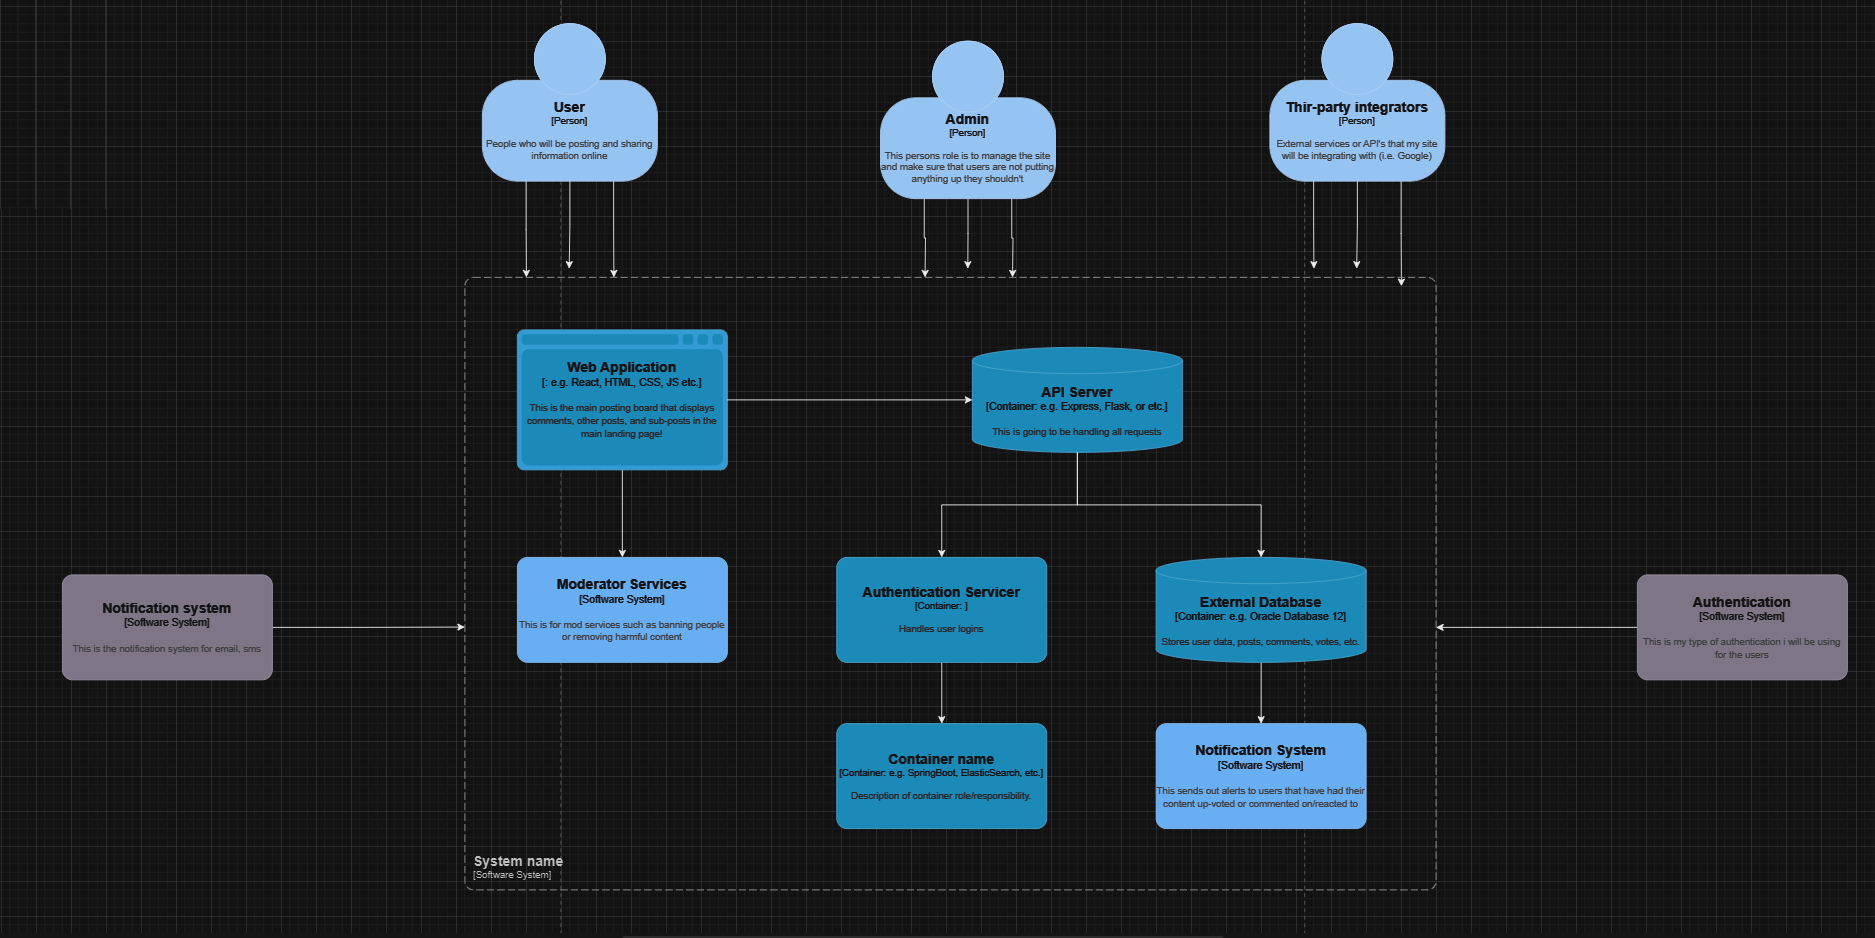 User
[Person]
People who will be posting and sharing
information online
Admin
[Person]
This persons role is to manage the site
and make sure that users are not putting
anything up they shouldn't
Thir-party integrators
[Person]
External services or API's that my site
will be integrating with (i.e. Google)
Web Application
[: e.g. React, HTML, CSS, JS etc.]
This is the main posting board that displays
comments, other posts, and sub-posts in the
main landing page!
API Server
[Container: e.g. Express, Flask, or etc.]
This is going to be handling all requests
Notification system
[Software System]
This is the notification system for email, sms
Moderator Services
[Software System]
This is for mod services such as banning people
or removing harmful content
Authentication Servicer
[Container: ]
Handles user logins
External Database
[Container: e.g. Oracle Database 12]
Stores user data, posts, comments, votes, etc.
Authentication
[Software System]
This is my type of authentication i will be using
for the users
Container name
[Container: e.g. SpringBoot, ElasticSearch, etc.]
Description of container role/responsibility.
Notification System
[Software System]
This sends out alerts to users that have had their
content up-voted or commented on/reacted to
System name
[Software System]